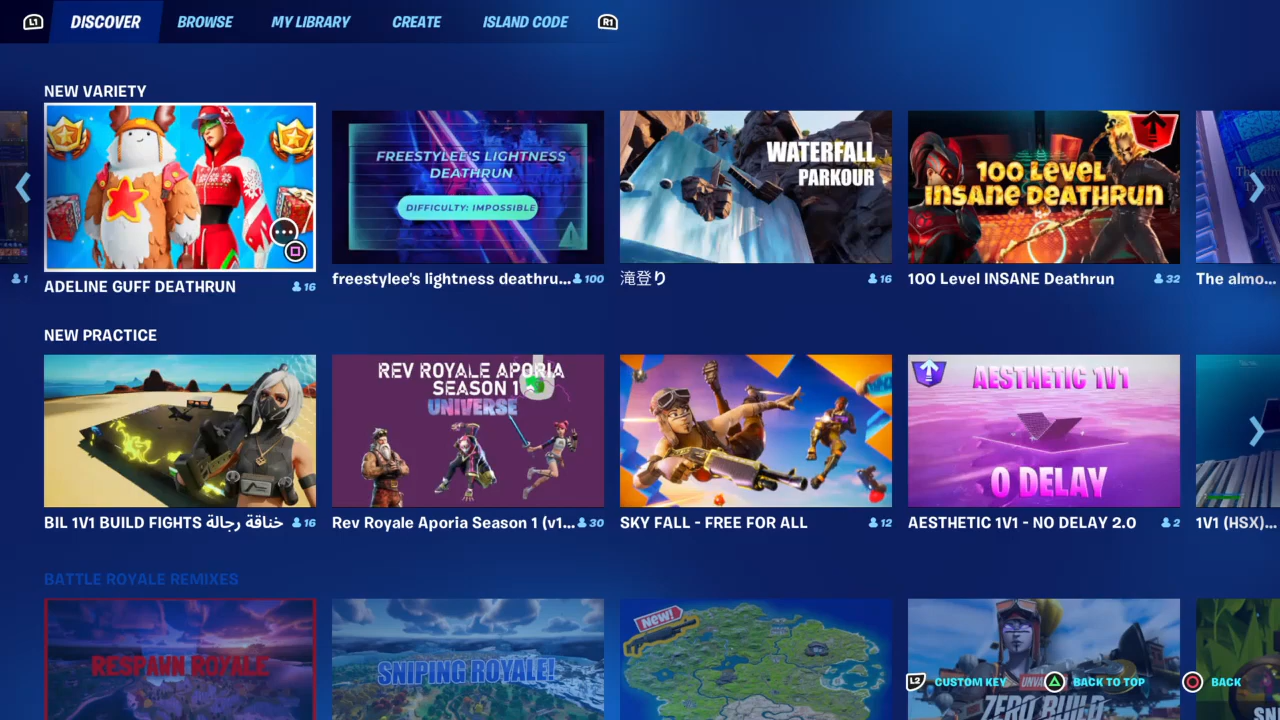 L1 DISCOVER BROWSE MY LIBRARY CREATE ISLAND CODE R1
NEW VARIETY
FREESTYLEE'S LIGHTNESS
DEATHRUN
DIFFICULTY: IMPOSSIBLE
WATERFALL
PARKOUR
100 LEVEL
INSANE DEATHRUN
1
ADELINE GUFF DEATHRUN 16
freestylee's lightness deathru... 100
滝登り 16
100 Level INSANE Deathrun 32
The almo...
NEW PRACTICE
REV ROYALE APORIA
SEASON 1
UNIVERSE
AESTHETIC 1V1
0 DELAY
BIL 1V1 BUILD FIGHTS خناقة رجالة 16
Rev Royale Aporia Season 1 (v1... 30
SKY FALL - FREE FOR ALL 12
AESTHETIC 1V1 - NO DELAY 2.0 2
1V1 (HSX)...
BATTLE ROYALE REMIXES
RESPAWN ROYALE
SNIPING ROYALE!
New!
ZERO BUILD
L2 CUSTOM KEY BACK TO TOP BACK